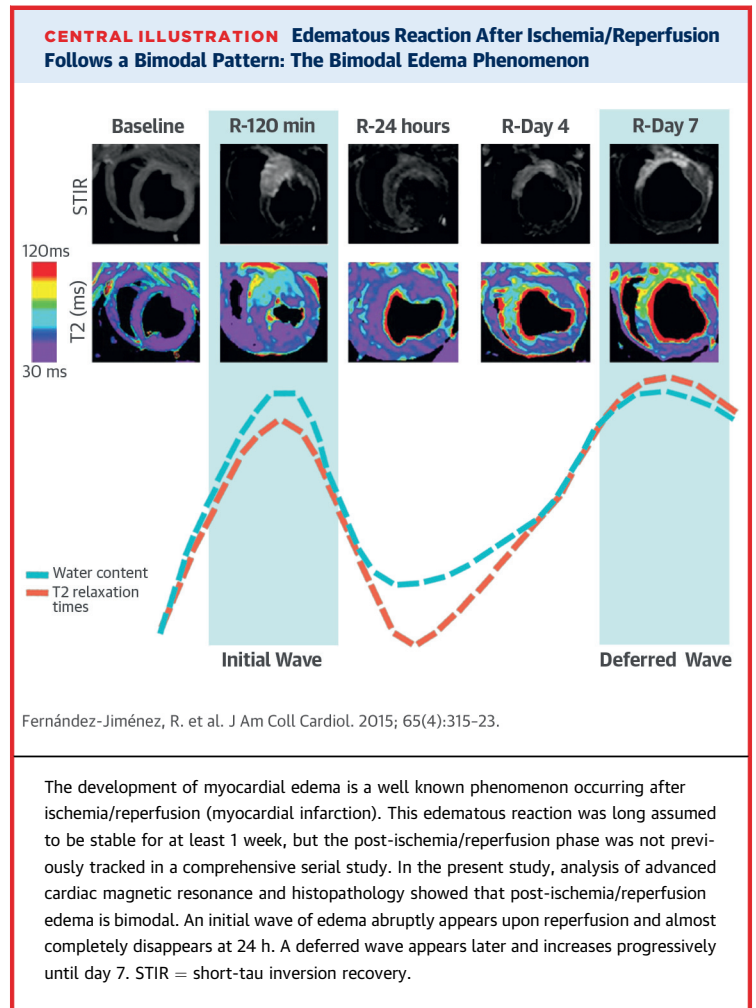 CENTRAL ILLUSTRATION Edematous Reaction After Ischemia/Reperfusion
Follows a Bimodal Pattern: The Bimodal Edema Phenomenon
Baseline R-120 min R-24 hours R-Day 4 R-Day 7
STIR
120ms
T2 (ms)
30 ms
Water content
T2 relaxation
times
Initial Wave Deferred Wave
Fernández-Jiménez, R. et al. J Am Coll Cardiol. 2015; 65(4):315–23.
The development of myocardial edema is a well known phenomenon occurring after
ischemia/reperfusion (myocardial infarction). This edematous reaction was long assumed
to be stable for at least 1 week, but the post-ischemia/reperfusion phase was not previ-
ously tracked in a comprehensive serial study. In the present study, analysis of advanced
cardiac magnetic resonance and histopathology showed that post-ischemia/reperfusion
edema is bimodal. An initial wave of edema abruptly appears upon reperfusion and almost
completely disappears at 24 h. A deferred wave appears later and increases progressively
until day 7. STIR = short-tau inversion recovery.